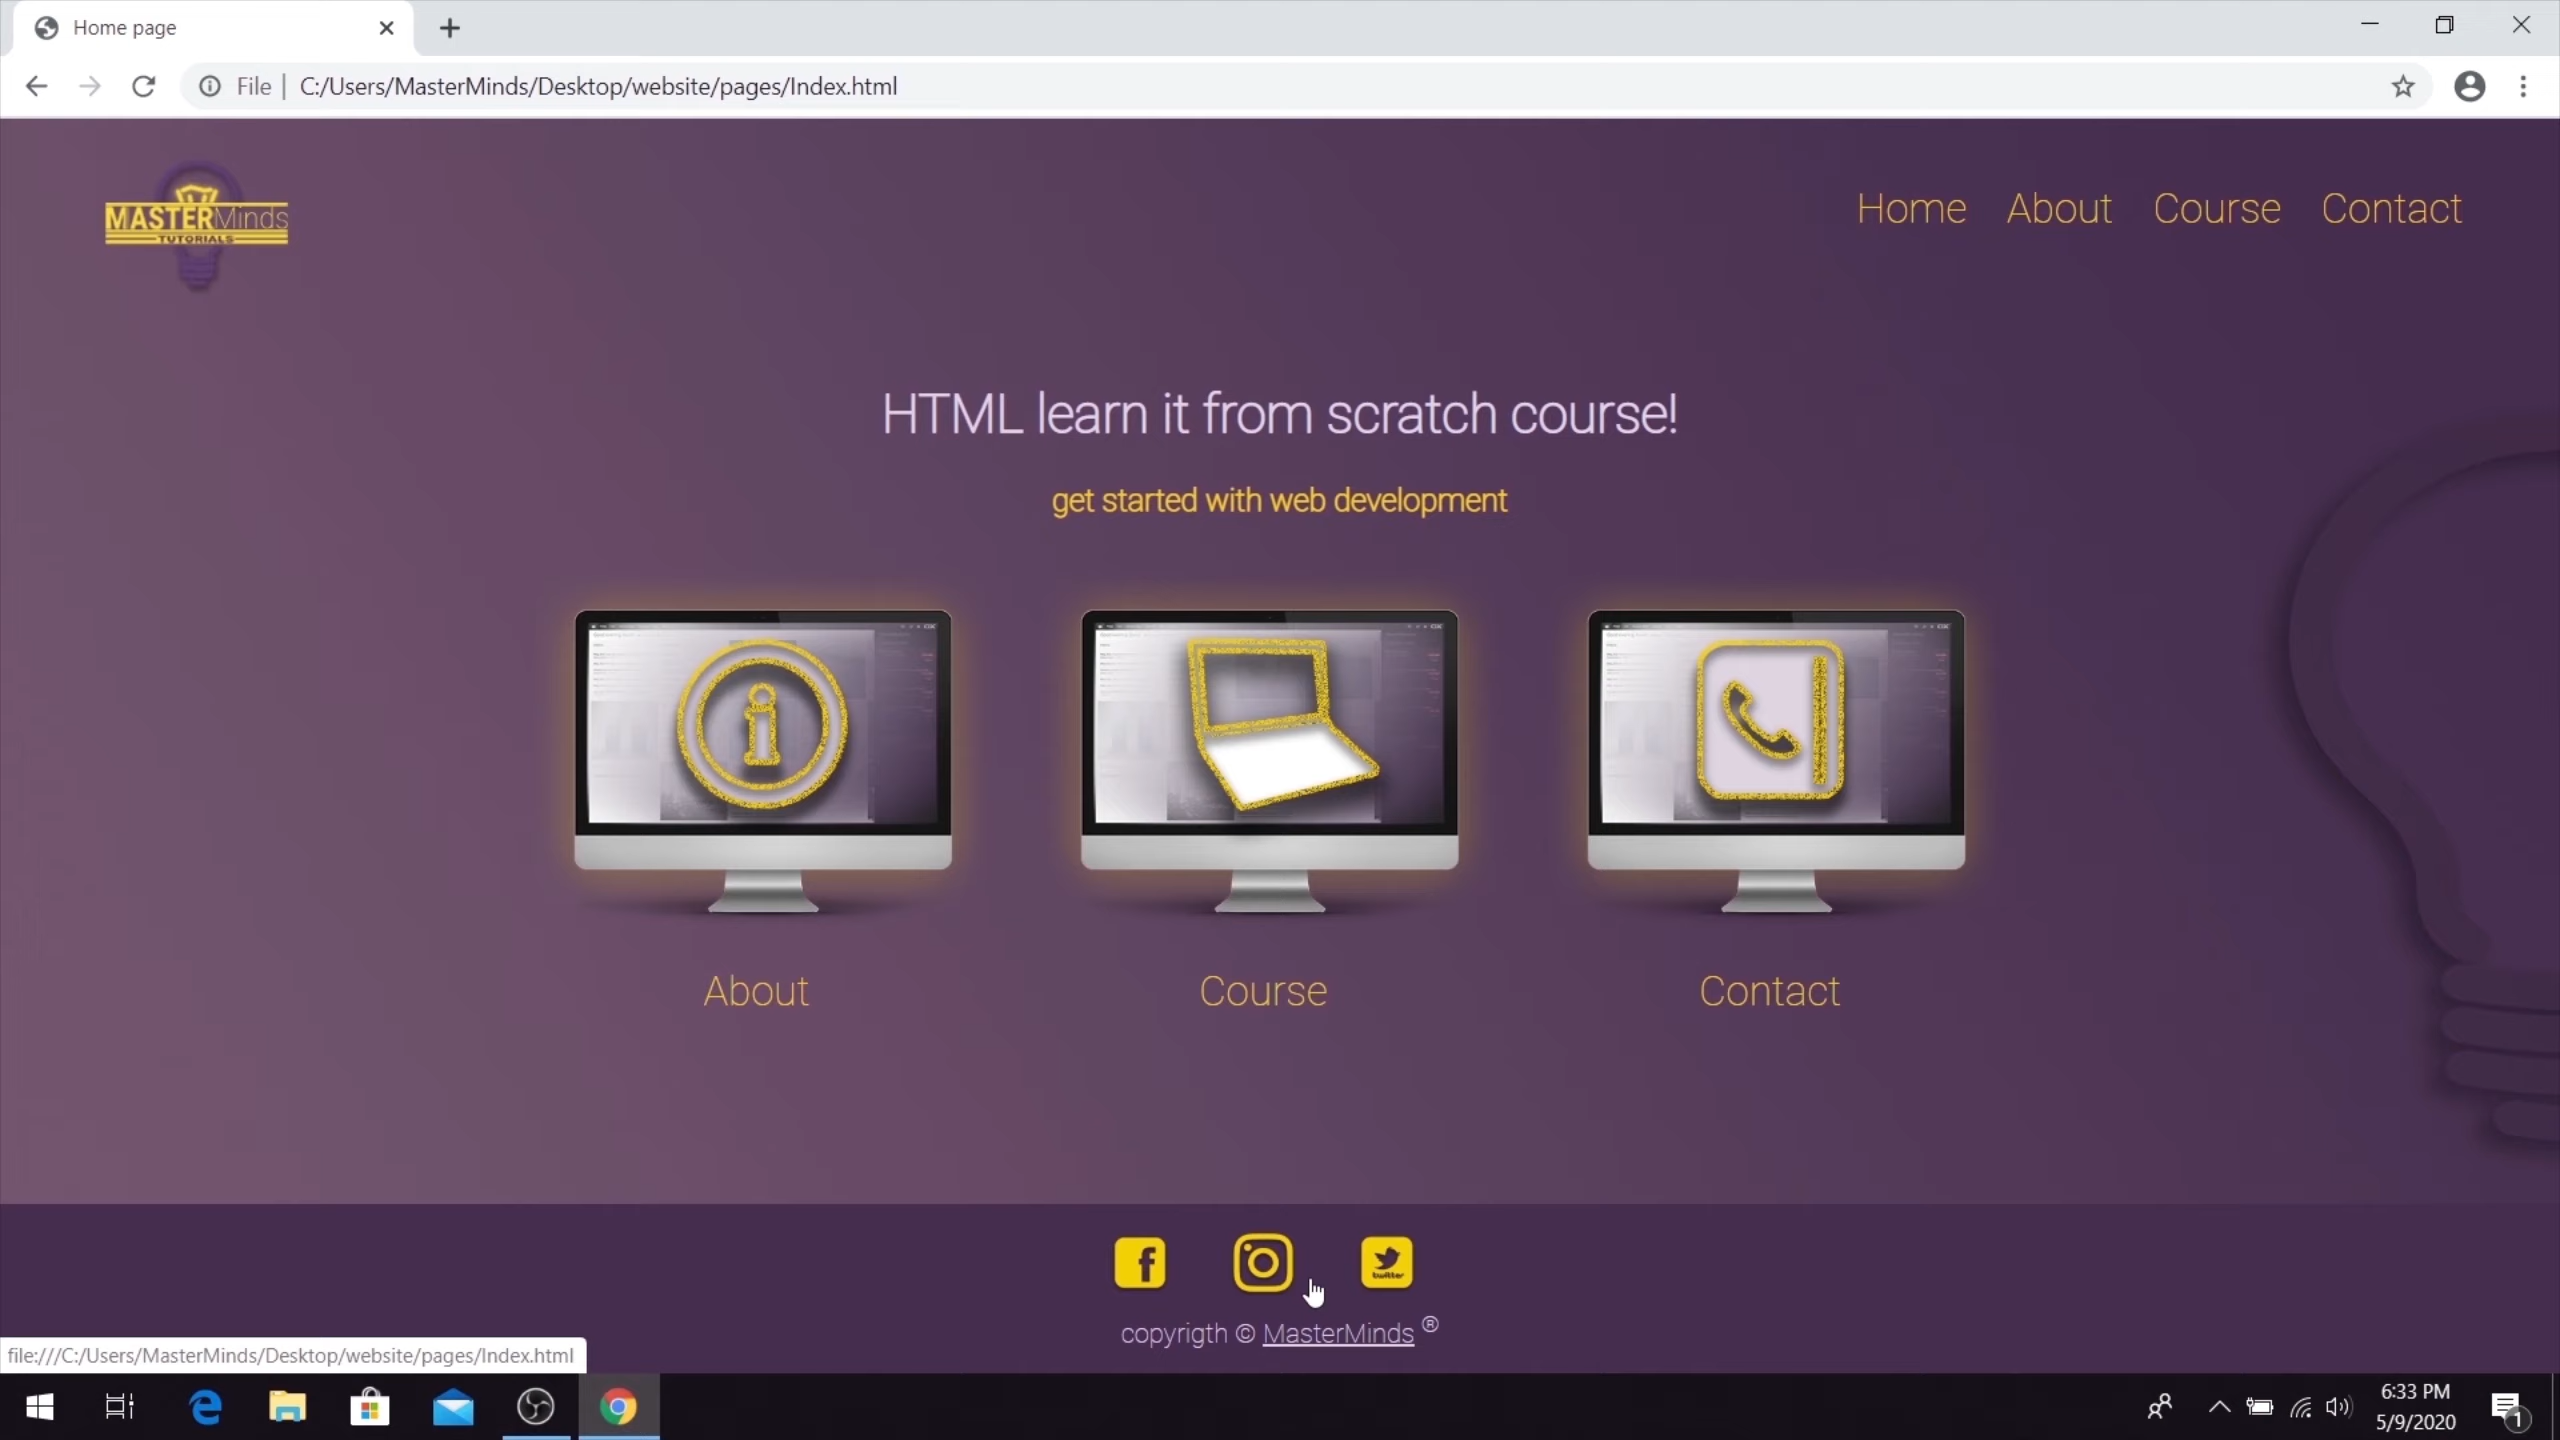 Home page
File | C:/Users/MasterMinds/Desktop/website/pages/Index.html
MASTERMinds
TUTORIALS
Home About Course Contact
HTML learn it from scratch course!
get started with web development
About Course Contact
twitter
copyrigth © MasterMinds ®
file:///C:/Users/MasterMinds/Desktop/website/pages/Index.html
6:33 PM
5/9/2020
1